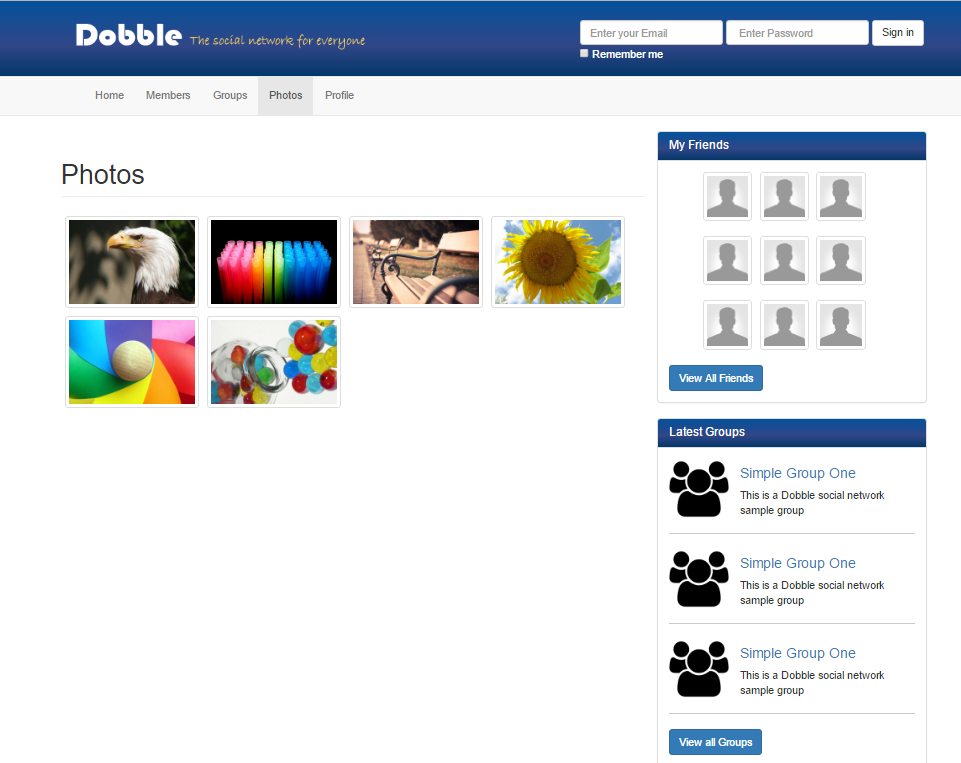 Dobble The social network for everyone
Enter your Email Enter Password Sign in
Remember me
Home Members Groups Photos Profile
Photos
My Friends
View All Friends
Latest Groups
Simple Group One
This is a Dobble social network
sample group
Simple Group One
This is a Dobble social network
sample group
Simple Group One
This is a Dobble social network
sample group
View all Groups